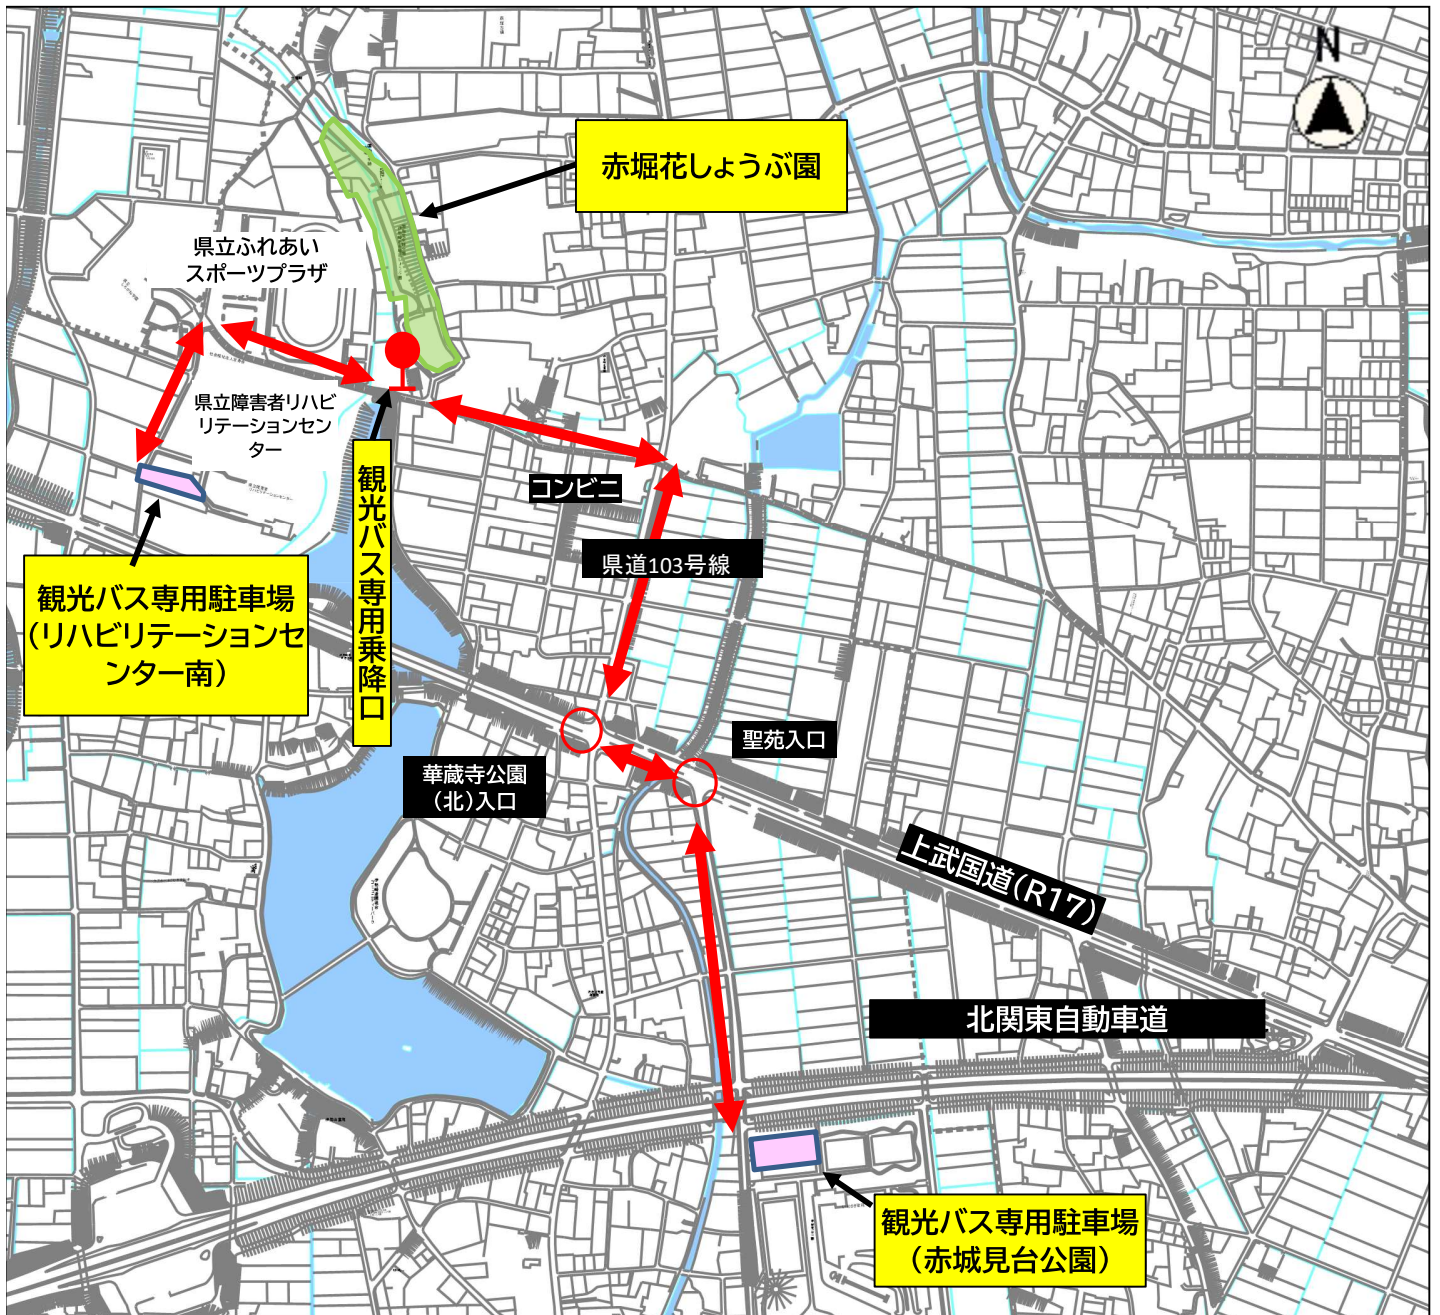 N
赤堀花しょうぶ園
県立ふれあい
スポーツプラザ
県立障害者リハビ
リテーションセン
ター
コンビニ
観光バス専用乗降口
県道103号線
観光バス専用駐車場
(リハビリテーションセ
ンター南)
聖苑入口
華蔵寺公園
(北)入口
上武国道(R17)
北関東自動車道
観光バス専用駐車場
(赤城見台公園)